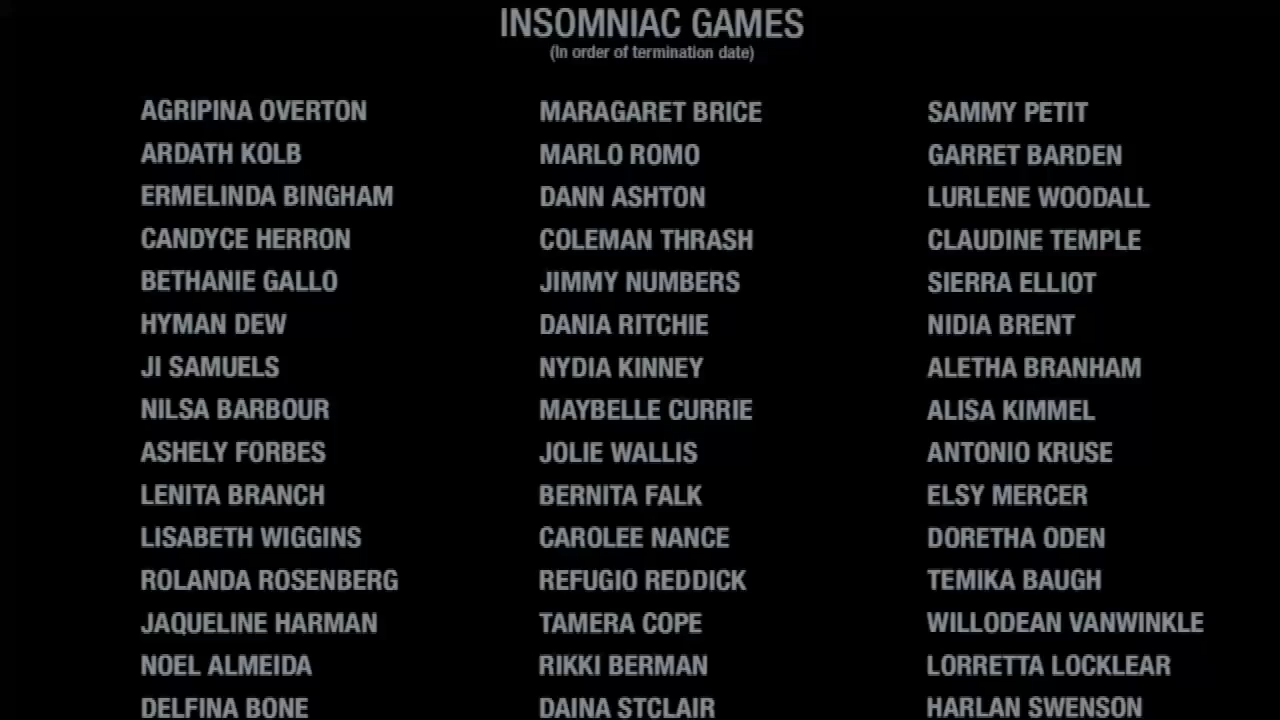 INSOMNIAC GAMES
(In order of termination date)
AGRIPINA OVERTON
ARDATH KOLB
ERMELINDA BINGHAM
CANDYCE HERRON
BETHANIE GALLO
HYMAN DEW
JI SAMUELS
NILSA BARBOUR
ASHELY FORBES
LENITA BRANCH
LISABETH WIGGINS
ROLANDA ROSENBERG
JAQUELINE HARMAN
NOEL ALMEIDA
DELFINA BONE
MARAGARET BRICE
MARLO ROMO
DANN ASHTON
COLEMAN THRASH
JIMMY NUMBERS
DANIA RITCHIE
NYDIA KINNEY
MAYBELLE CURRIE
JOLIE WALLIS
BERNITA FALK
CAROLEE NANCE
REFUGIO REDDICK
TAMERA COPE
RIKKI BERMAN
DAINA STCLAIR
SAMMY PETIT
GARRET BARDEN
LURLENE WOODALL
CLAUDINE TEMPLE
SIERRA ELLIOT
NIDIA BRENT
ALETHA BRANHAM
ALISA KIMMEL
ANTONIO KRUSE
ELSY MERCER
DORETHA ODEN
TEMIKA BAUGH
WILLODEAN VANWINKLE
LORRETTA LOCKLEAR
HARLAN SWENSON